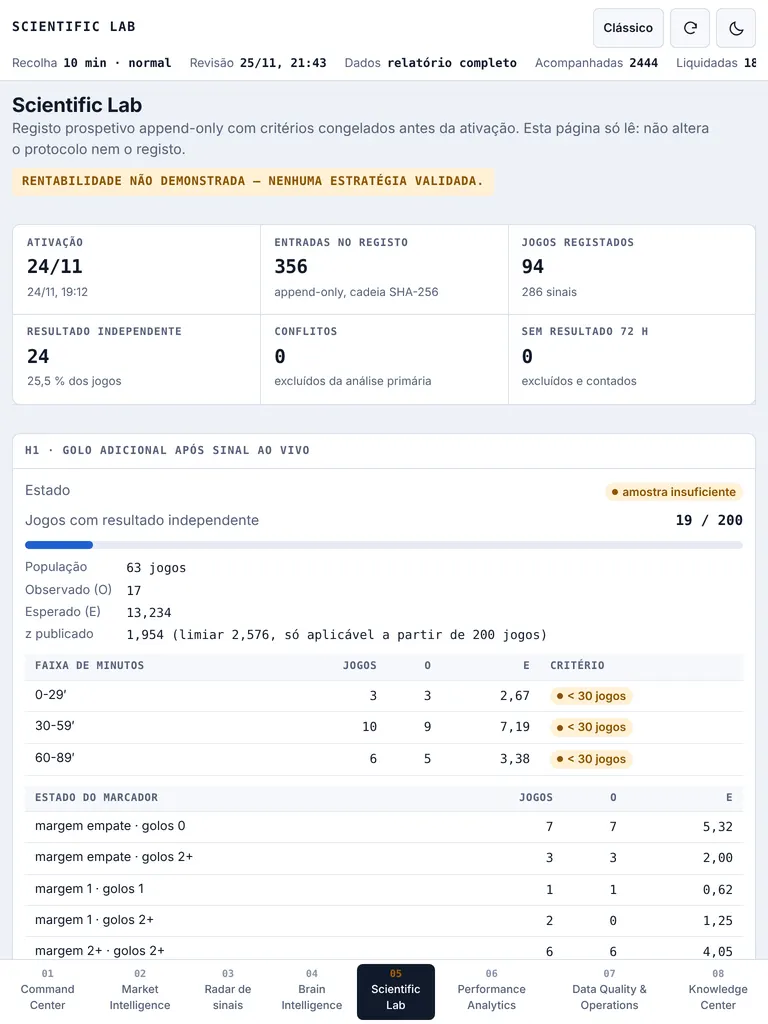 SCIENTIFIC LAB
Clássico
Recolha 10 min · normal Revisão 25/11, 21:43 Dados relatório completo Acompanhadas 2444 Liquidadas
Scientific Lab
Registo prospetivo append-only com critérios congelados antes da ativação. Esta página só lê: não altera
o protocolo nem o registo.
RENTABILIDADE NÃO DEMONSTRADA — NENHUMA ESTRATÉGIA VALIDADA.
ATIVAÇÃO
24/11
24/11, 19:12
ENTRADAS NO REGISTO
356
append-only, cadeia SHA-256
JOGOS REGISTADOS
94
286 sinais
RESULTADO INDEPENDENTE
24
25,5 % dos jogos
CONFLITOS
0
excluídos da análise primária
SEM RESULTADO 72 H
0
excluídos e contados
H1 · GOLO ADICIONAL APÓS SINAL AO VIVO
Estado amostra insuficiente
Jogos com resultado independente 19 / 200
População 63 jogos
Observado (O) 17
Esperado (E) 13,234
z publicado 1,954 (limiar 2,576, só aplicável a partir de 200 jogos)
FAIXA DE MINUTOS JOGOS O E CRITÉRIO
0-29′ 3 3 2,67 < 30 jogos
30-59′ 10 9 7,19 < 30 jogos
60-89′ 6 5 3,38 < 30 jogos
ESTADO DO MARCADOR JOGOS O E
margem empate · golos 0 7 7 5,32
margem empate · golos 2+ 3 3 2,00
margem 1 · golos 1 1 1 0,62
margem 1 · golos 2+ 2 0 1,25
margem 2+ · golos 2+ 6 6 4,05
01 Command Center
02 Market Intelligence
03 Radar de sinais
04 Brain Intelligence
05 Scientific Lab
06 Performance Analytics
07 Data Quality & Operations
08 Knowledge Center